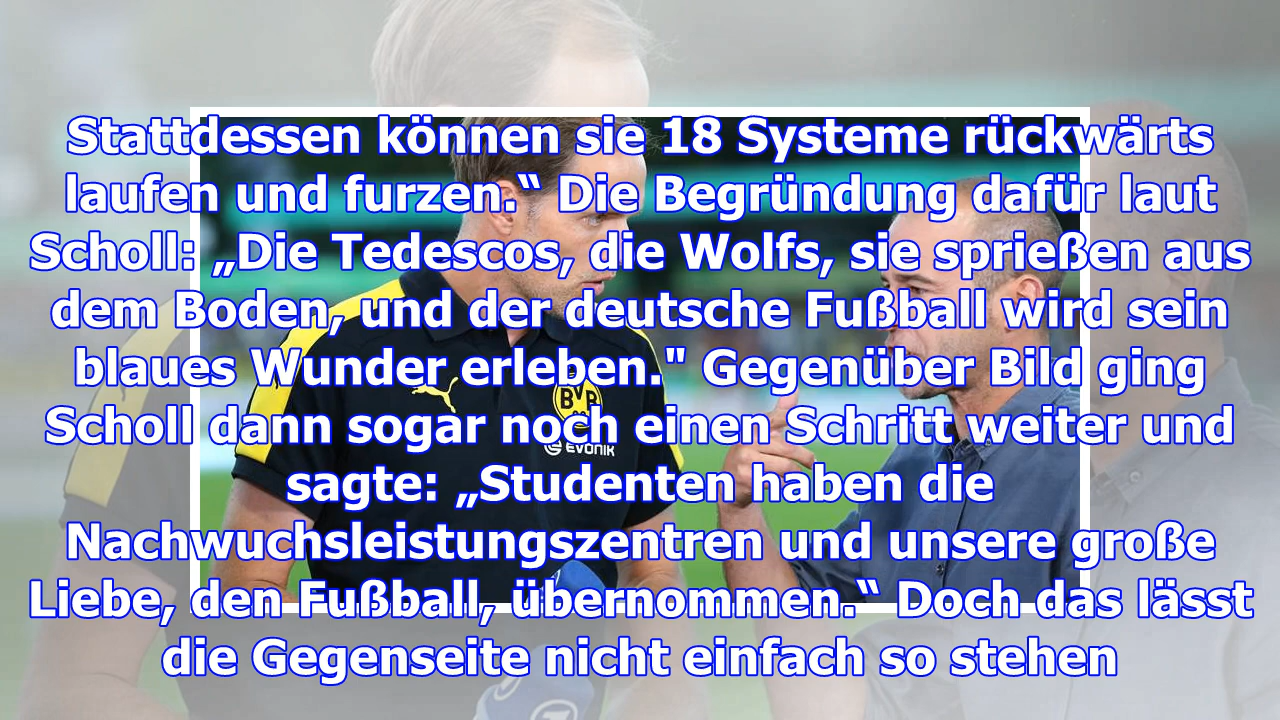 Stattdessen können sie 18 Systeme rückwärts
laufen und furzen.“ Die Begründung dafür laut
Scholl: „Die Tedescos, die Wolfs, sie sprießen aus
dem Boden, und der deutsche Fußball wird sein
blaues Wunder erleben." Gegenüber Bild ging
Scholl dann sogar noch einen Schritt weiter und
sagte: „Studenten haben die
Nachwuchsleistungszentren und unsere große
Liebe, den Fußball, übernommen.“ Doch das lässt
die Gegenseite nicht einfach so stehen
BVB
EVONIK